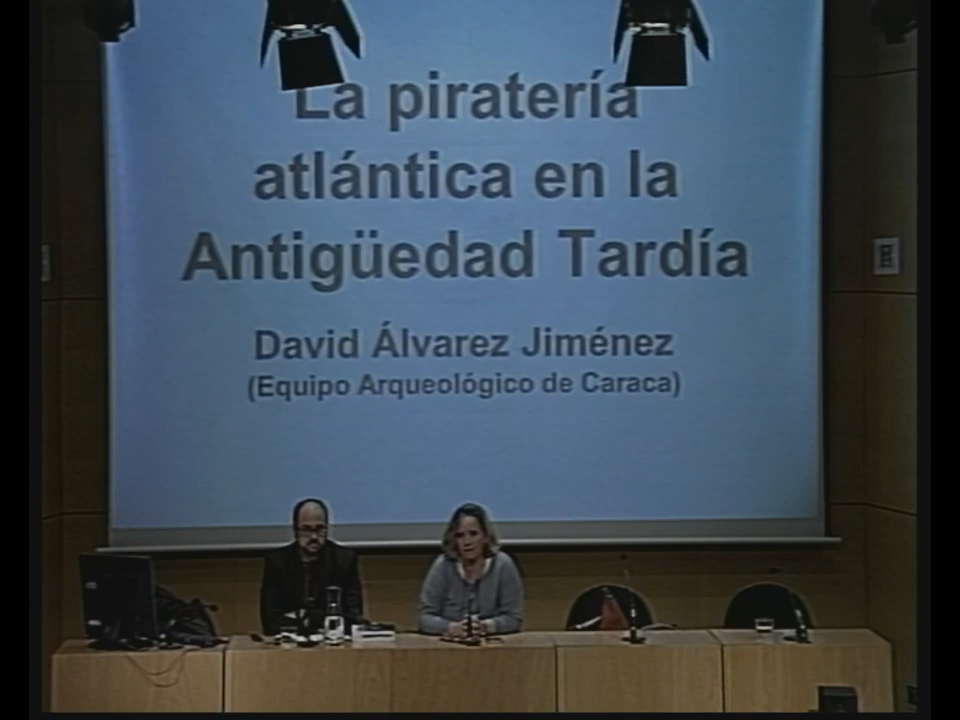 La piratería
atlántica en la
Antigüedad Tardía
David Álvarez Jiménez
(Equipo Arqueológico de Caraca)